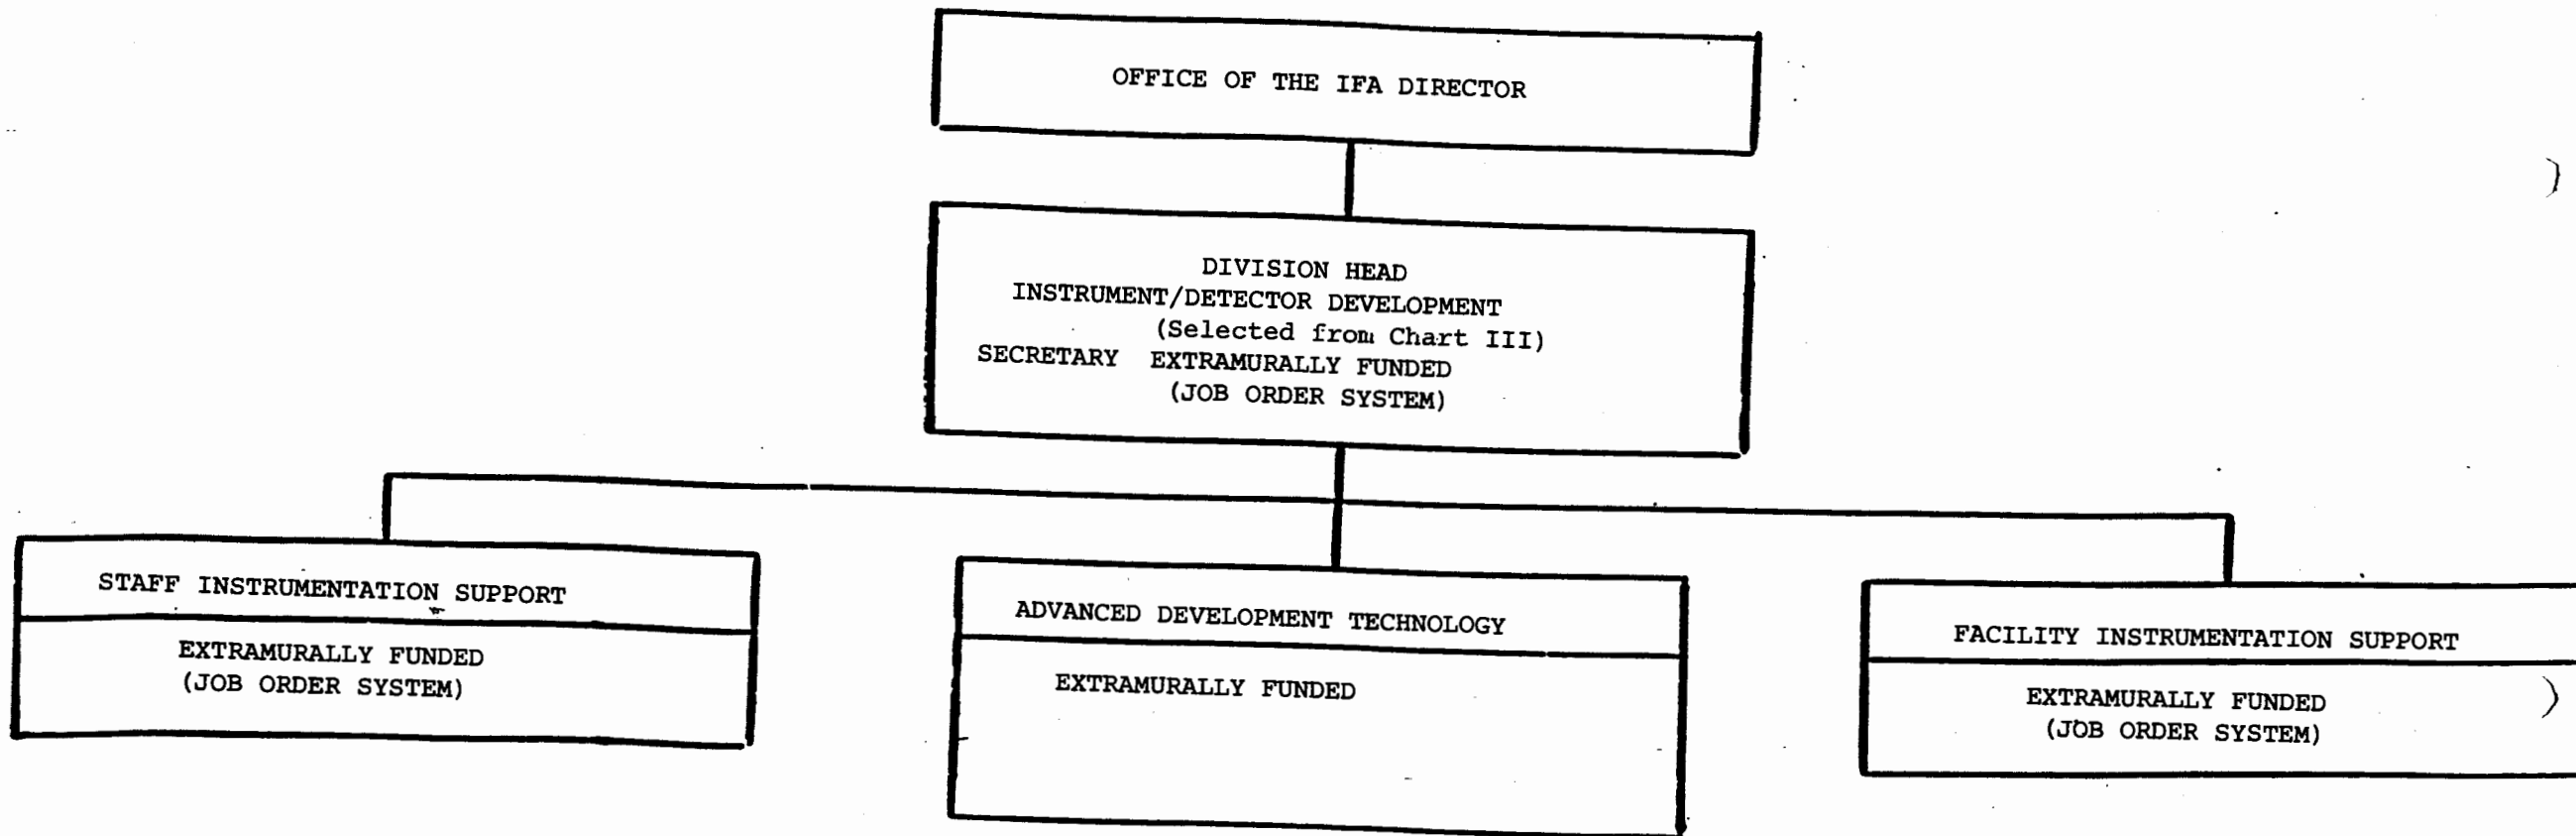 OFFICE OF THE IFA DIRECTOR
DIVISION HEAD
INSTRUMENT/DETECTOR DEVELOPMENT
(Selected from Chart III)
SECRETARY EXTRAMURALLY FUNDED
(JOB ORDER SYSTEM)
STAFF INSTRUMENTATION SUPPORT
EXTRAMURALLY FUNDED
(JOB ORDER SYSTEM)
ADVANCED DEVELOPMENT TECHNOLOGY
EXTRAMURALLY FUNDED
FACILITY INSTRUMENTATION SUPPORT
EXTRAMURALLY FUNDED
(JOB ORDER SYSTEM)